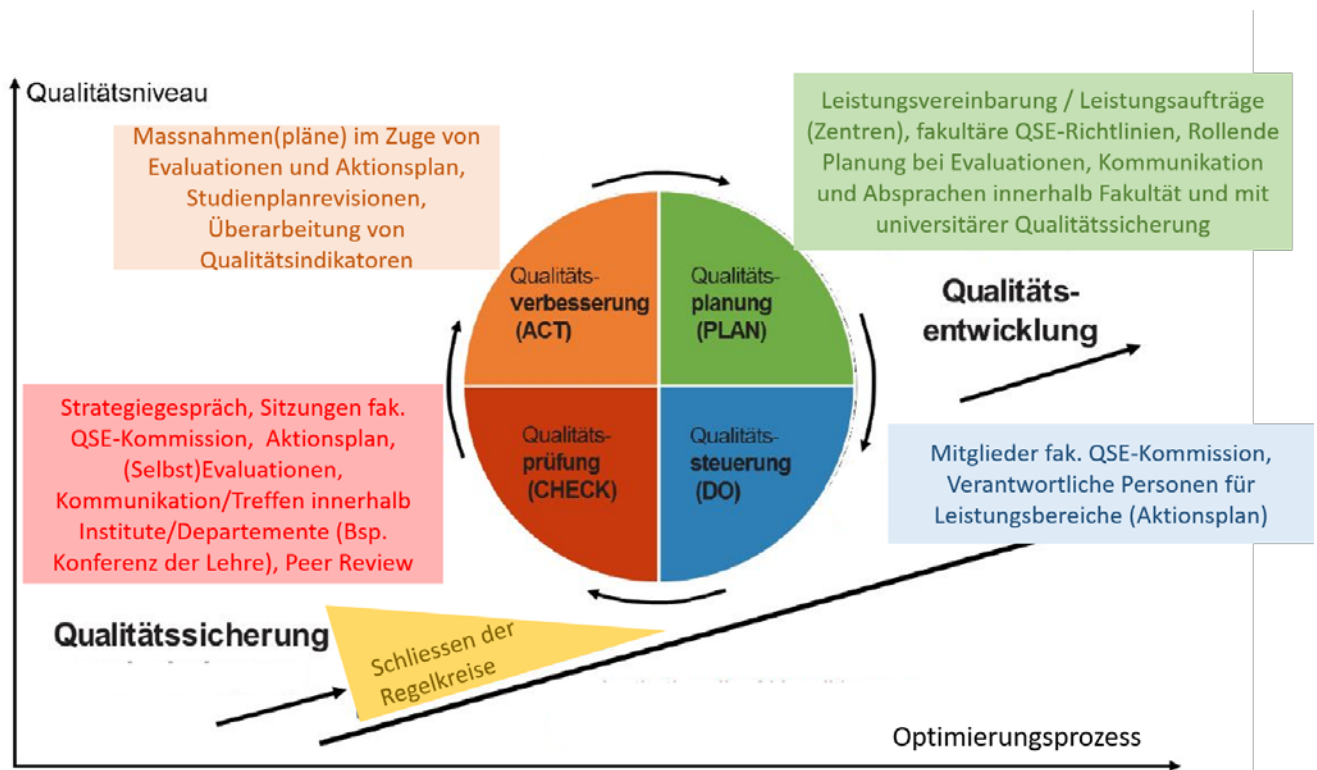 Qualitätsniveau
Massnahmen(pläne) im Zuge von
Evaluationen und Aktionsplan,
Studienplanrevisionen,
Überarbeitung von
Qualitätsindikatoren
Leistungsvereinbarung / Leistungsaufträge
(Zentren), fakultäre QSE-Richtlinien, Rollende
Planung bei Evaluationen, Kommunikation
und Absprachen innerhalb Fakultät und mit
universitärer Qualitätssicherung
Qualitäts-
verbesserung
(ACT)
Qualitäts-
planung
(PLAN)
Qualitäts-
entwicklung
Strategiegespräch, Sitzungen fak.
QSE-Kommission, Aktionsplan,
(Selbst)Evaluationen,
Kommunikation/Treffen innerhalb
Institute/Departemente (Bsp.
Konferenz der Lehre), Peer Review
Qualitäts-
prüfung
(CHECK)
Qualitäts-
steuerung
(DO)
Mitglieder fak. QSE-Kommission,
Verantwortliche Personen für
Leistungsbereiche (Aktionsplan)
Qualitätssicherung
Schliessen der
Regelkreise
Optimierungsprozess